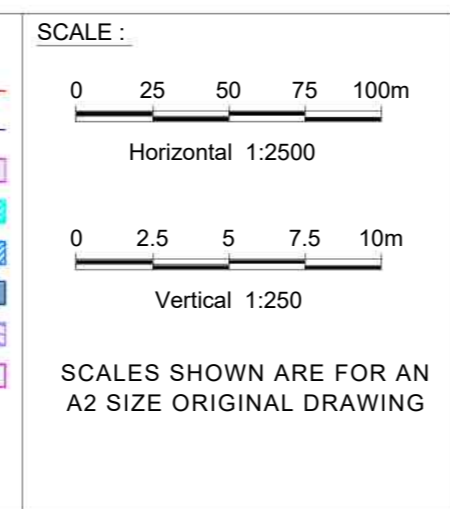 SCALE :
0 25 50 75 100m
Horizontal 1:2500
0 2.5 5 7.5 10m
Vertical 1:250
SCALES SHOWN ARE FOR AN
A2 SIZE ORIGINAL DRAWING